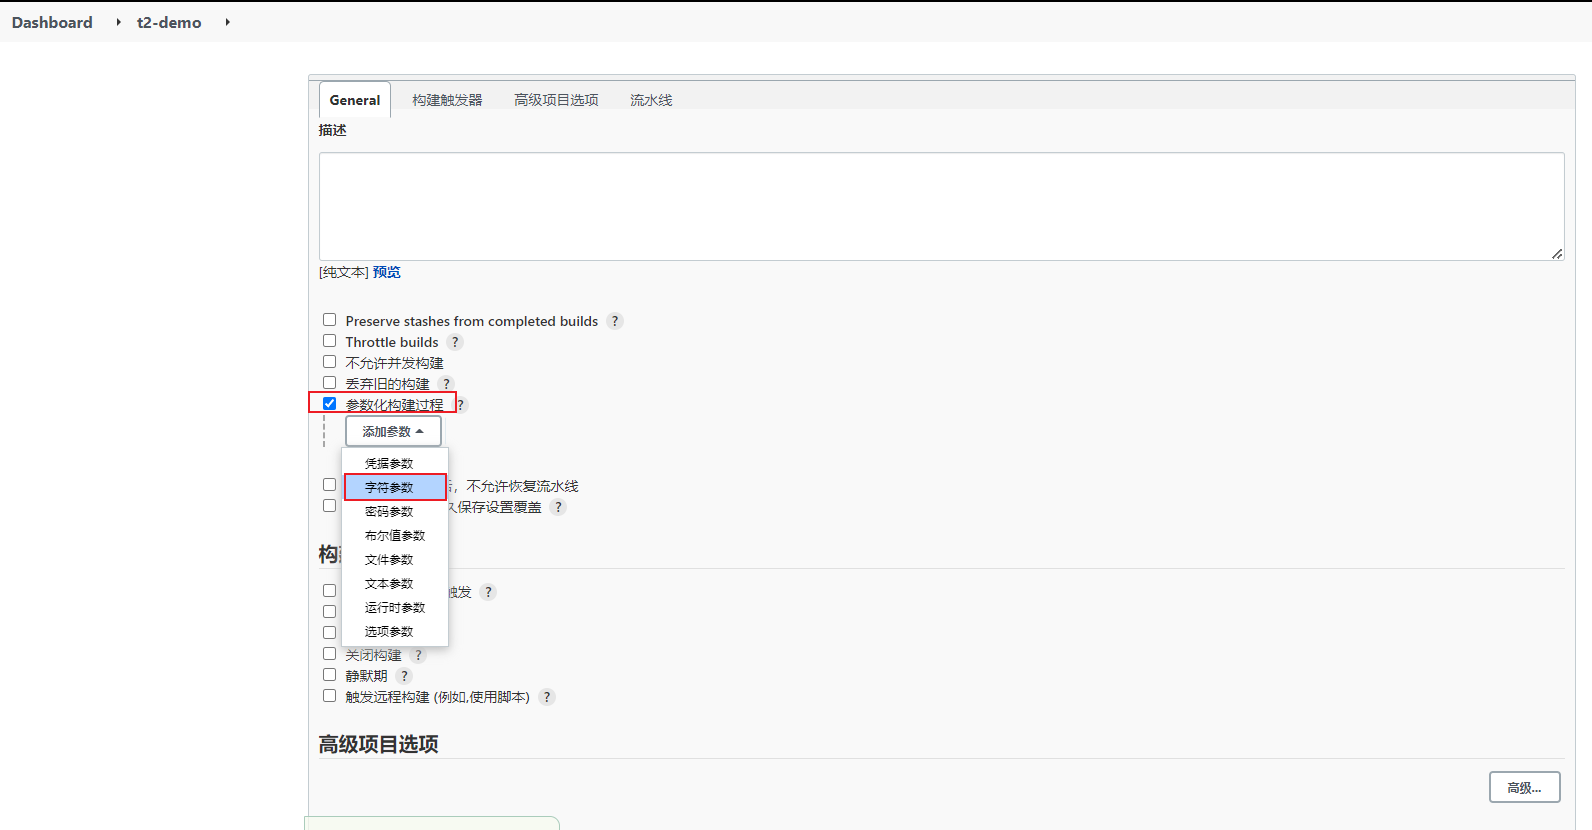 Dashboard t2-demo
General 构建触发器 高级项目选项 流水线
描述
[纯文本] 预览
Preserve stashes from completed builds ?
Throttle builds ?
不允许并发构建
丢弃旧的构建 ?
参数化构建过程 ?
添加参数
凭据参数
字符参数
，不允许恢复流水线
密码参数
久保存设置覆盖 ?
布尔值参数
文件参数
文本参数
触发 ?
运行时参数
选项参数
关闭构建 ?
静默期 ?
触发远程构建 (例如,使用脚本) ?
高级项目选项
高级...